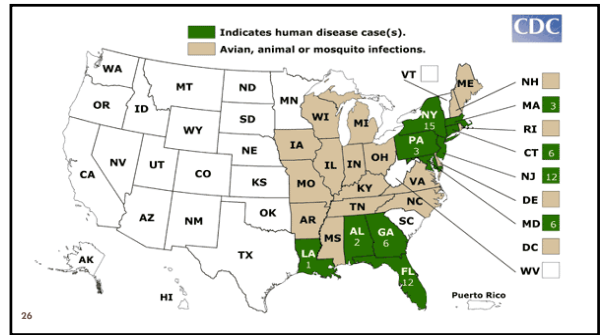 Indicates human disease case(s).
Avian, animal or mosquito infections.
CDC
WA
MT
ND
MN
VT
ME
NH
OR
ID
SD
WI
MI
NY
15
MA 3
WY
RI
NV
UT
CO
NE
IA
IL
IN
OH
PA
3
CT 6
CA
KS
MO
KY
VA
NJ 12
AZ
NM
OK
AR
TN
NC
DE
SC
MD 6
TX
LA
1
MS
AL
2
GA
6
DC
AK
FL
12
WV
HI
Puerto Rico
26